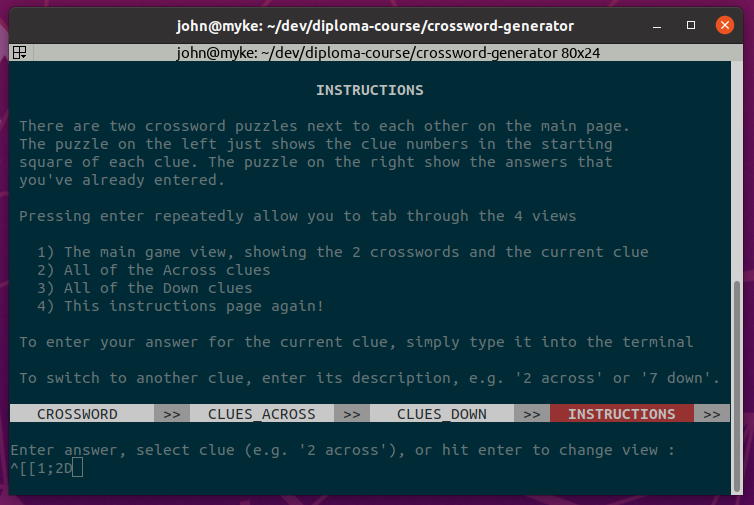 john@myke: ~/dev/diploma-course/crossword-generator
john@myke: ~/dev/diploma-course/crossword-generator 80x24
INSTRUCTIONS
There are two crossword puzzles next to each other on the main page.
The puzzle on the left just shows the clue numbers in the starting
square of each clue. The puzzle on the right show the answers that
you've already entered.
Pressing enter repeatedly allow you to tab through the 4 views
1) The main game view, showing the 2 crosswords and the current clue
2) All of the Across clues
3) All of the Down clues
4) This instructions page again!
To enter your answer for the current clue, simply type it into the terminal
To switch to another clue, enter its description, e.g. '2 across' or '7 down'.
CROSSWORD >> CLUES_ACROSS >> CLUES_DOWN >> INSTRUCTIONS >>
Enter answer, select clue (e.g. '2 across'), or hit enter to change view :
^[[1;2D